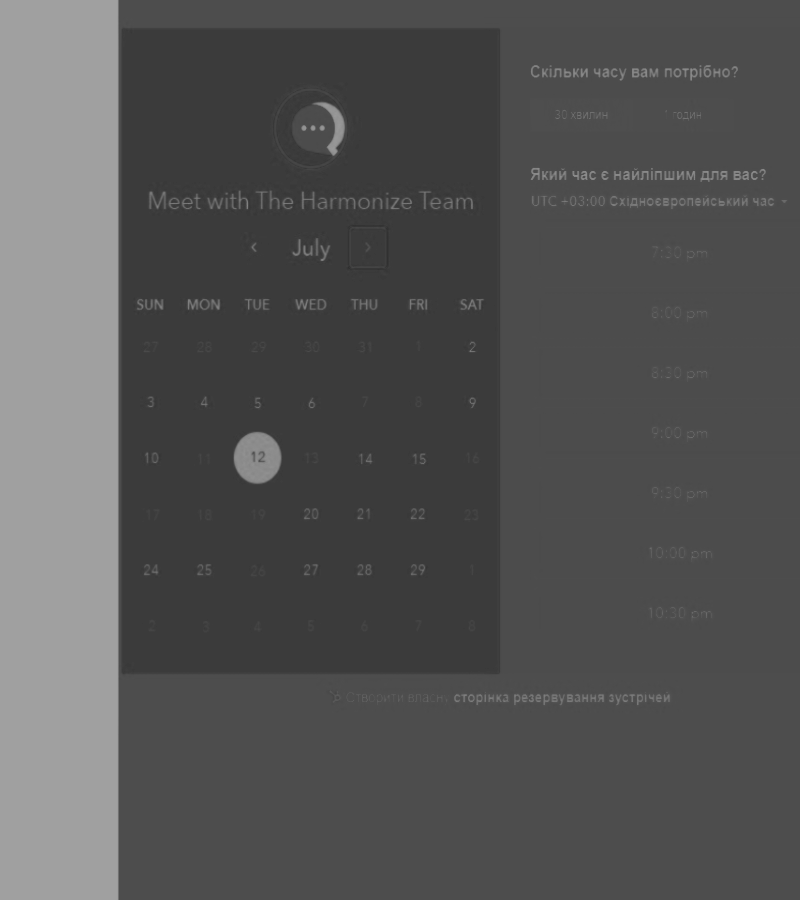 Meet with The Harmonize Team
July
SUN MON TUE WED THU FRI SAT
27 28 29 30 31 1 2
3 4 5 6 7 8 9
10 11 12 13 14 15 16
17 18 19 20 21 22 23
24 25 26 27 28 29 1
2 3 4 5 6 7 8
Скільки часу вам потрібно?
30 хвилин 1 годин
Який час є найліпшим для вас?
UTC +03:00 Східноєвропейський час
7:30 pm
8:00 pm
8:30 pm
9:00 pm
9:30 pm
10:00 pm
10:30 pm
Створити власні сторінка резервування зустрічей